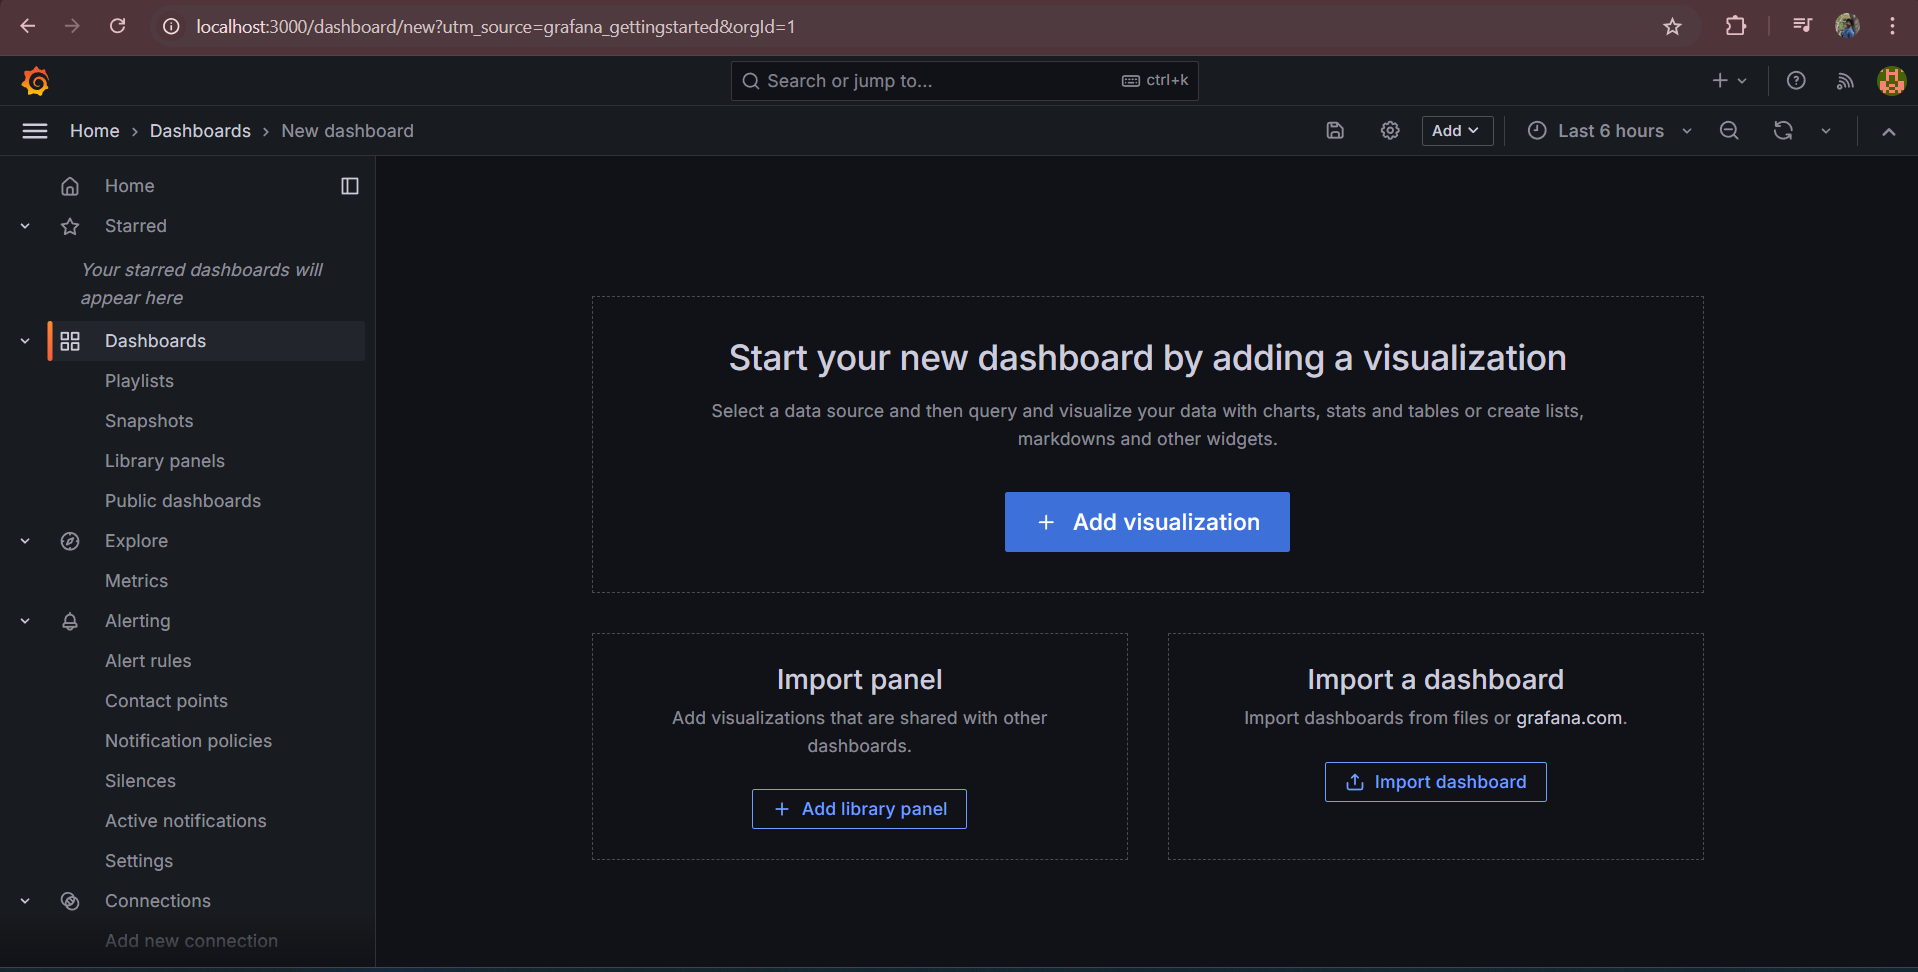 localhost:3000/dashboard/new?utm_source=grafana_gettingstarted&orgId=1
Search or jump to...
ctrl+k
Home
Dashboards
New dashboard
Add
Last 6 hours
Home
Starred
Your starred dashboards will
appear here
Dashboards
Playlists
Snapshots
Library panels
Public dashboards
Explore
Metrics
Alerting
Alert rules
Contact points
Notification policies
Silences
Active notifications
Settings
Connections
Add new connection
Start your new dashboard by adding a visualization
Select a data source and then query and visualize your data with charts, stats and tables or create lists,
markdowns and other widgets.
Add visualization
Import panel
Add visualizations that are shared with other
dashboards.
Add library panel
Import a dashboard
Import dashboards from files or grafana.com.
Import dashboard